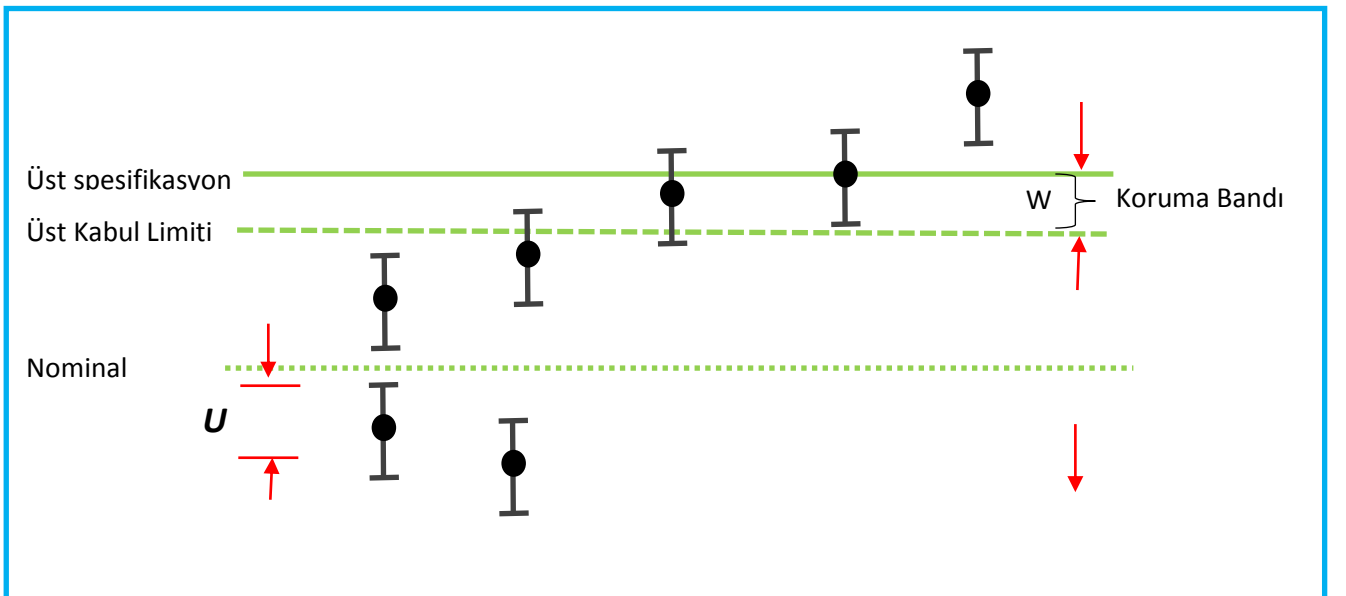 Üst spesifikasyon
W
Koruma Bandı
Üst Kabul Limiti
Nominal
U